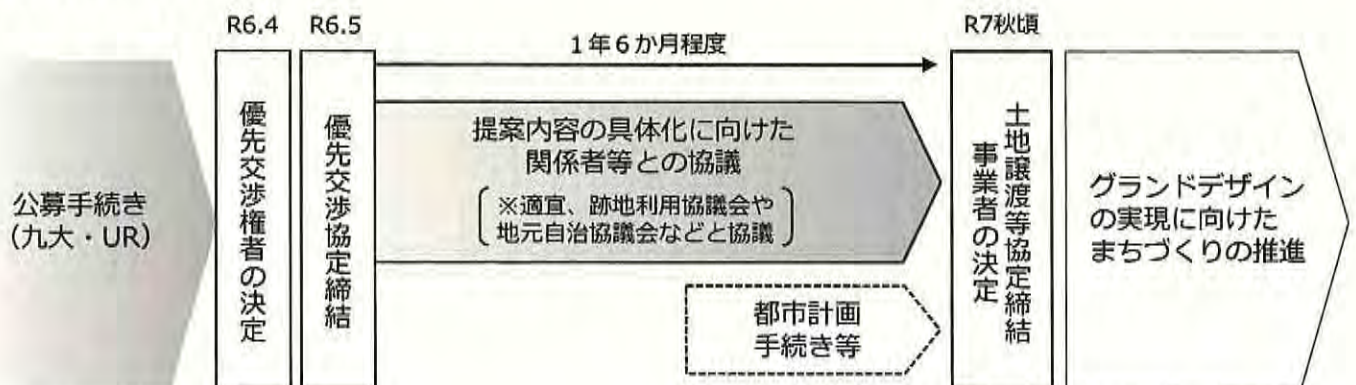 R6.4
R6.5
1年6か月程度
R7秋頃
公募手続き
(九大・UR)
優先交渉権者の決定
優先交渉協定締結
提案内容の具体化に向けた
関係者等との協議
※適宜、跡地利用協議会や
地元自治協議会などと協議
都市計画
手続き等
土地譲渡等協定締結
事業者の決定
グランドデザイン
の実現に向けた
まちづくりの推進